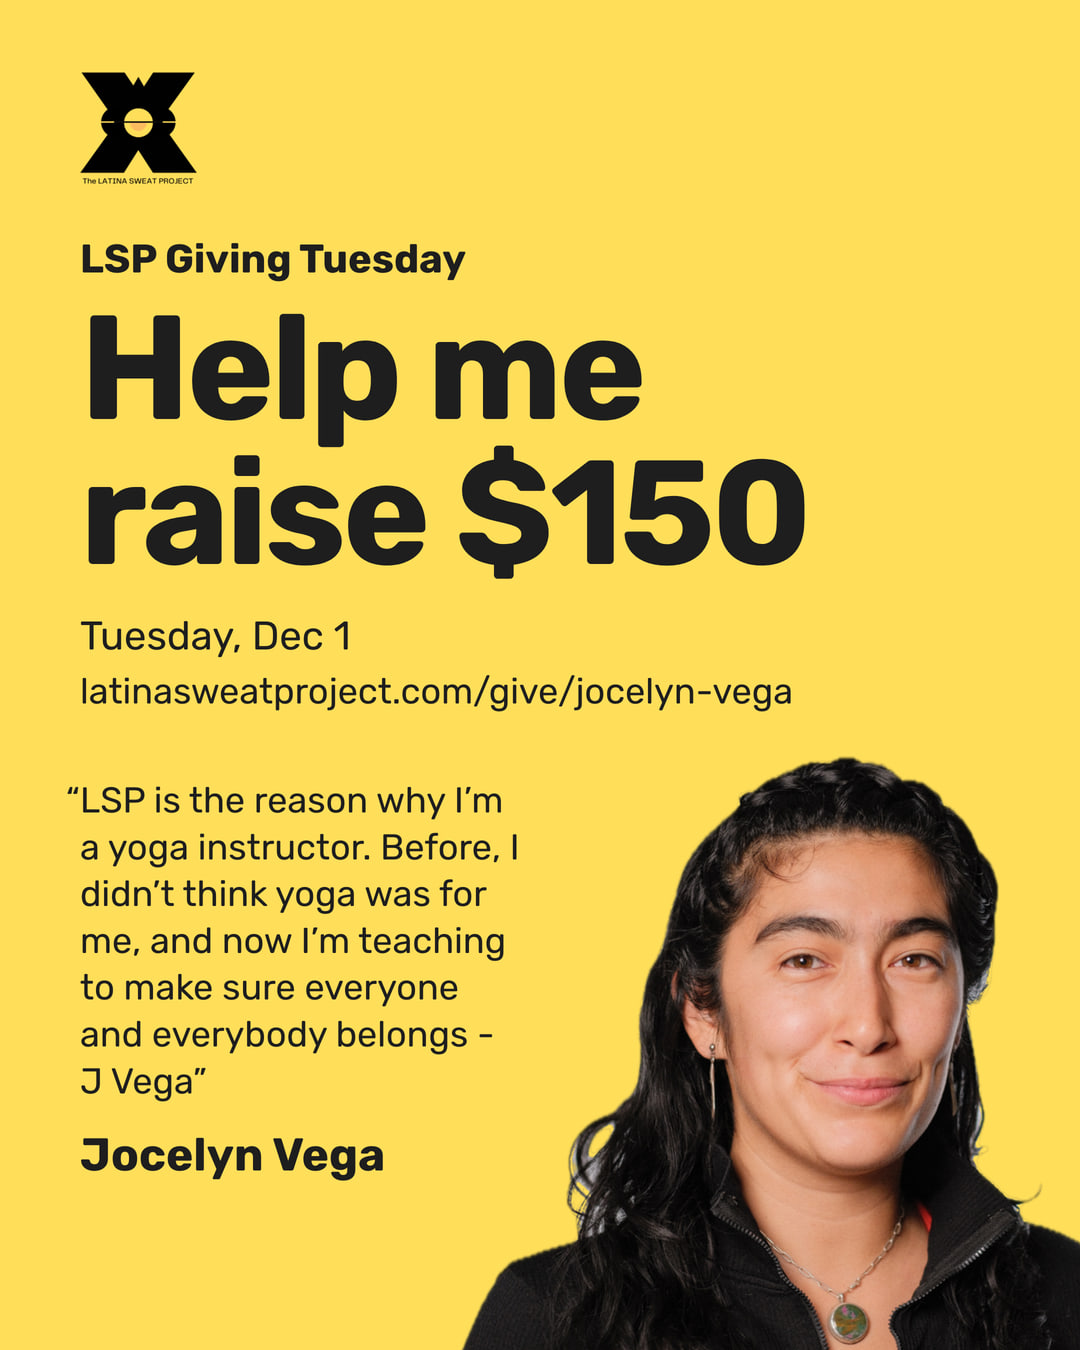 The LATINA SWEAT PROJECT
LSP Giving Tuesday
Help me
raise $150
Tuesday, Dec 1
latinasweatproject.com/give/jocelyn-vega
“LSP is the reason why I’m
a yoga instructor. Before, I
didn’t think yoga was for
me, and now I’m teaching
to make sure everyone
and everybody belongs -
J Vega”
Jocelyn Vega